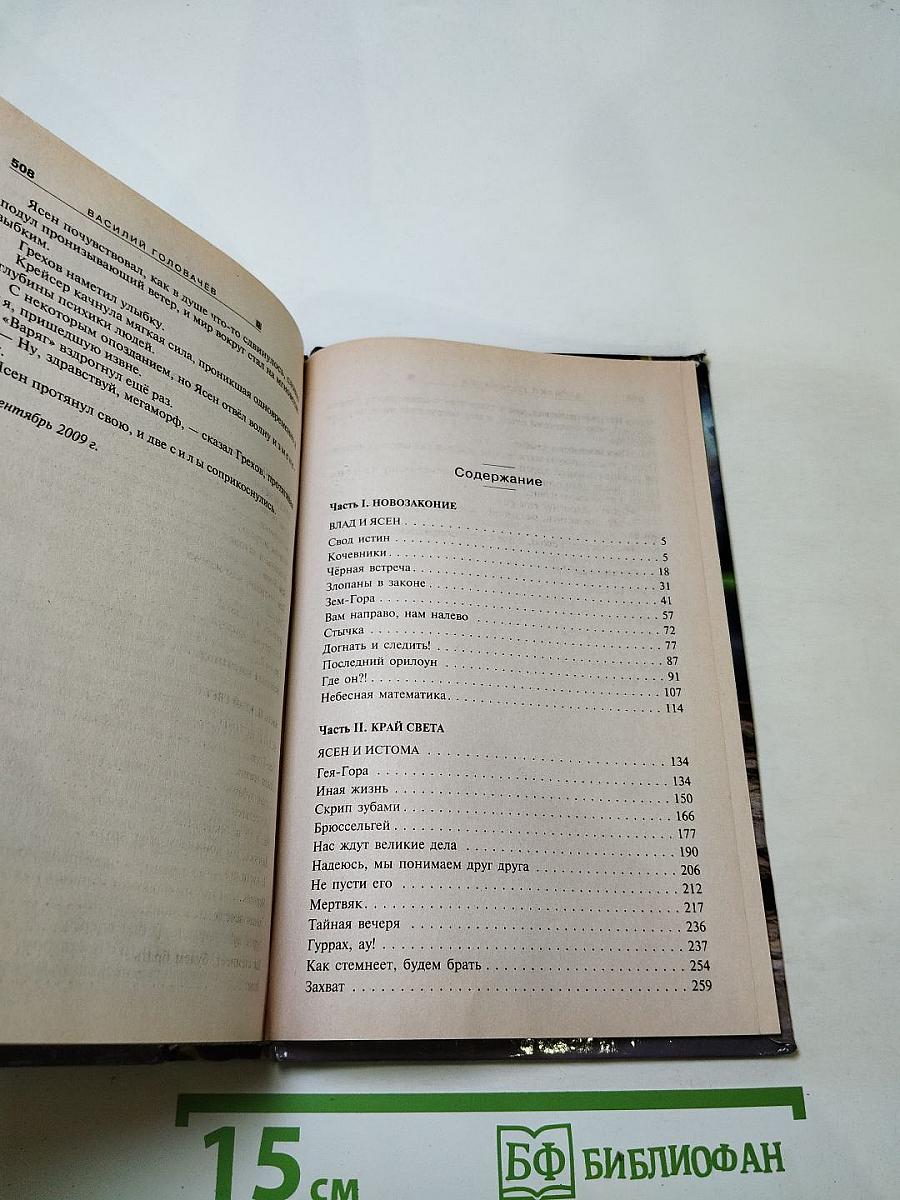 508
ВАСИЛИЙ ГОЛОВАЧЁВ
Ясен почувствовал, как в душе что-то сдвинулось,
подул пронизывающий ветер, и мир вокруг стал на мгновение
зыбким.
Грехов наметил улыбку.
Крейсер качнула мягкая сила, проникшая одновременно в
глубины психики людей.
С некоторым опозданием, но Ясен отвёл волну
я, пришедшую извне.
«Варяг» вздрогнул ещё раз.
— Ну, здравствуй, мегаморф, — сказал Грехов,
Ясен протянул свою, и две с и л ы соприкоснулись.
ентябрь 2009 г.
Содержание
Часть I. НОВОЗАКОНИЕ
ВЛАД И ЯСЕН . . . 5
Свод истин . . . 5
Кочевники . . . 18
Чёрная встреча . . . 31
Злопаны в законе . . . 41
Зем-Гора . . . 57
Вам направо, нам налево . . . 72
Стычка . . . 77
Догнать и следить! . . . 87
Последний орилоун . . . 91
Где он?! . . . 107
Небесная математика . . . 114
Часть II. КРАЙ СВЕТА
ЯСЕН И ИСТОМА . . . 134
Гея-Гора . . . 134
Иная жизнь . . . 150
Скрип зубами . . . 166
Брюссельгей . . . 177
Нас ждут великие дела . . . 190
Надеюсь, мы понимаем друг друга . . . 206
Не пусти его . . . 212
Мертвяк . . . 217
Тайная вечеря . . . 236
Гуррах, ау! . . . 237
Как стемнеет, будем брать . . . 254
Захват . . . 259
15 см
БФ БИБЛИОФАН